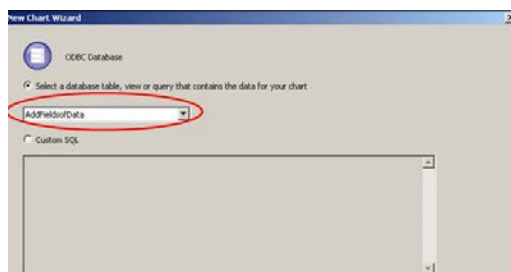 New Chart Wizard
ODBC Database
Select a database table, view or query that contains the data for your chart
AddFieldsofData
Custom SQL